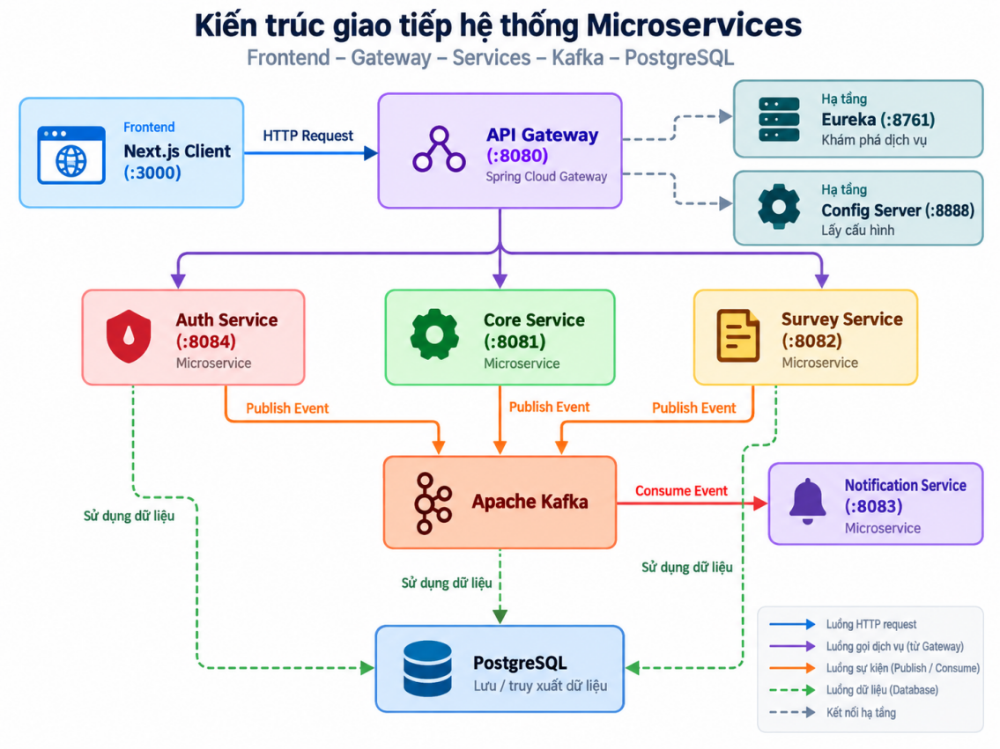 Kiến trúc giao tiếp hệ thống Microservices
Frontend – Gateway – Services – Kafka – PostgreSQL
Frontend
Next.js Client
(:3000)
HTTP Request
API Gateway
(:8080)
Spring Cloud Gateway
Hạ tầng
Eureka (:8761)
Khám phá dịch vụ
Hạ tầng
Config Server (:8888)
Lấy cấu hình
Auth Service
(:8084)
Microservice
Core Service
(:8081)
Microservice
Survey Service
(:8082)
Microservice
Publish Event
Publish Event
Publish Event
Apache Kafka
Consume Event
Notification Service
(:8083)
Microservice
Sử dụng dữ liệu
Sử dụng dữ liệu
Sử dụng dữ liệu
PostgreSQL
Lưu / truy xuất dữ liệu
Luồng HTTP request
Luồng gọi dịch vụ (từ Gateway)
Luồng sự kiện (Publish / Consume)
Luồng dữ liệu (Database)
Kết nối hạ tầng